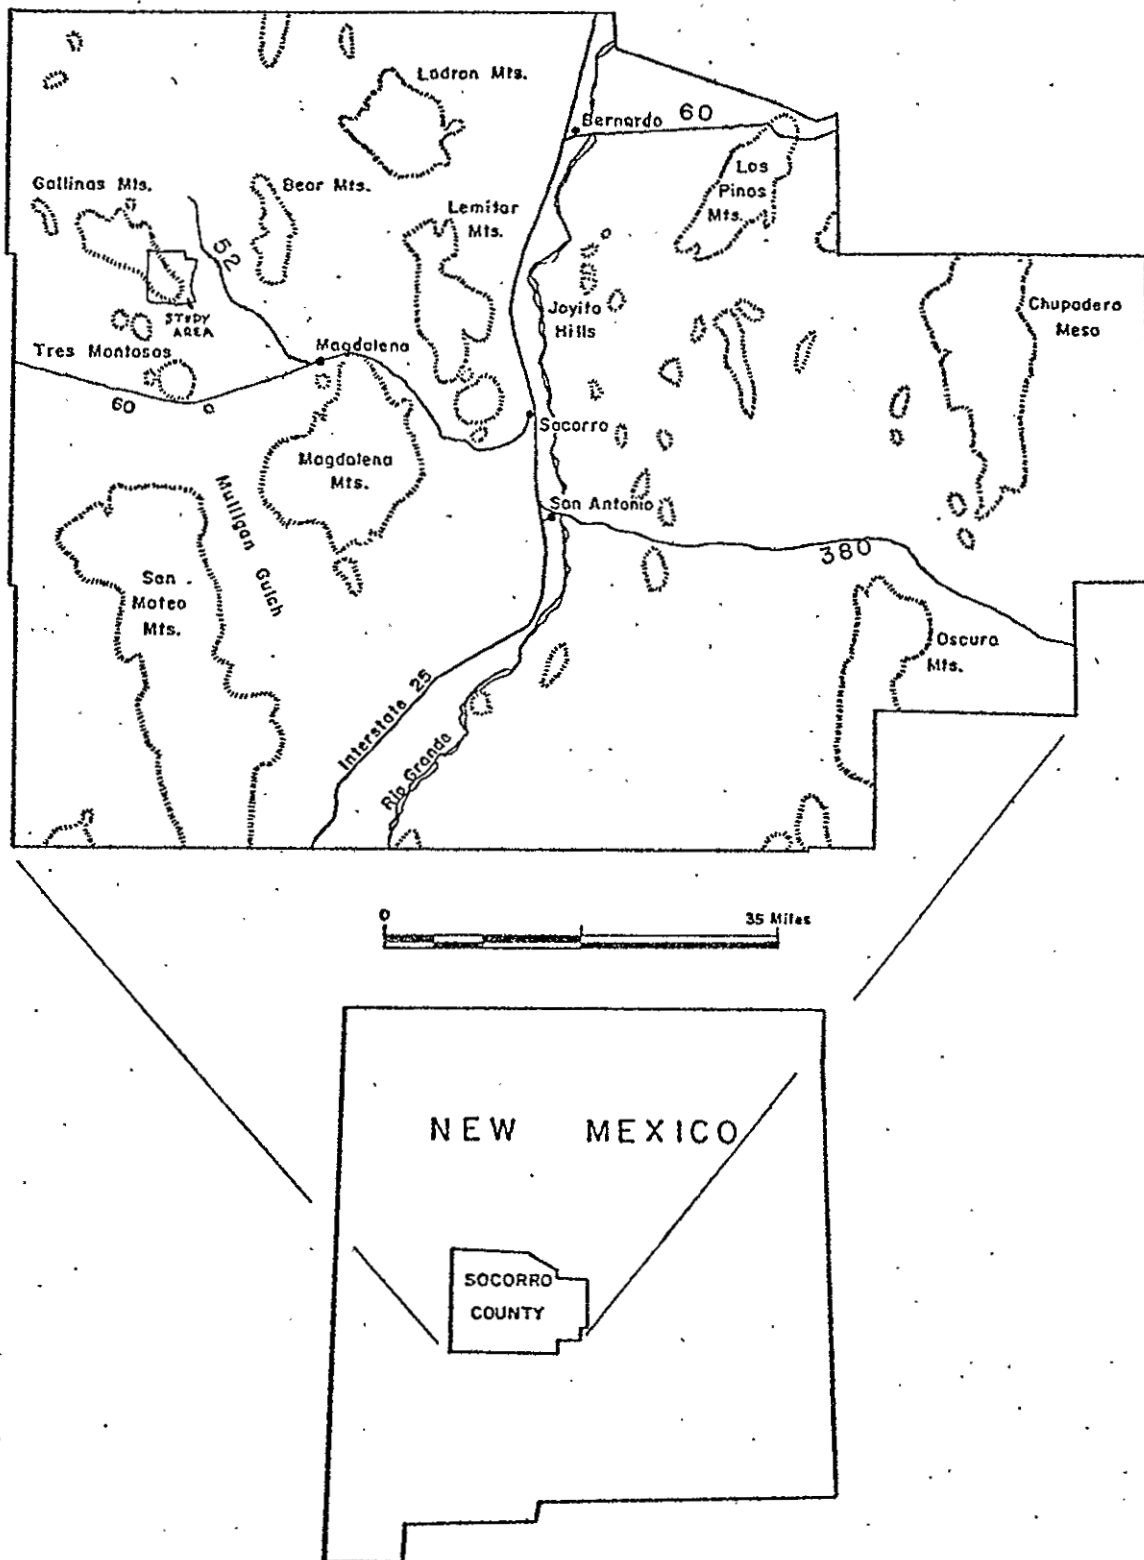 Ladron Mts.
Bernardo
60
Los
Pinos
Mts.
Gallinas Mts.
Bear Mts.
Lemitar
Mts.
52
STUDY
AREA
Joyita
Hills
Chupadera
Mesa
Tres Montosas
Magdalena
60
Socorro
Magdalena
Mts.
Mulligan Gulch
San Antonio
380
San
Mateo
Mts.
Oscura
Mts.
Interstate 25
Rio Grande
0
35 Miles
NEW MEXICO
SOCORRO
COUNTY